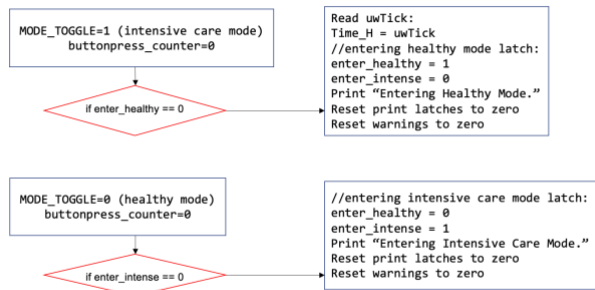 MODE_TOGGLE=1 (intensive care mode)
buttonpress_counter=0
if enter_healthy == 0
Read uwTick:
Time_H = uwTick
//entering healthy mode latch:
enter_healthy = 1
enter_intense = 0
Print “Entering Healthy Mode.”
Reset print latches to zero
Reset warnings to zero
MODE_TOGGLE=0 (healthy mode)
buttonpress_counter=0
if enter_intense == 0
//entering intensive care mode latch:
enter_healthy = 0
enter_intense = 1
Print “Entering Intensive Care Mode.”
Reset print latches to zero
Reset warnings to zero